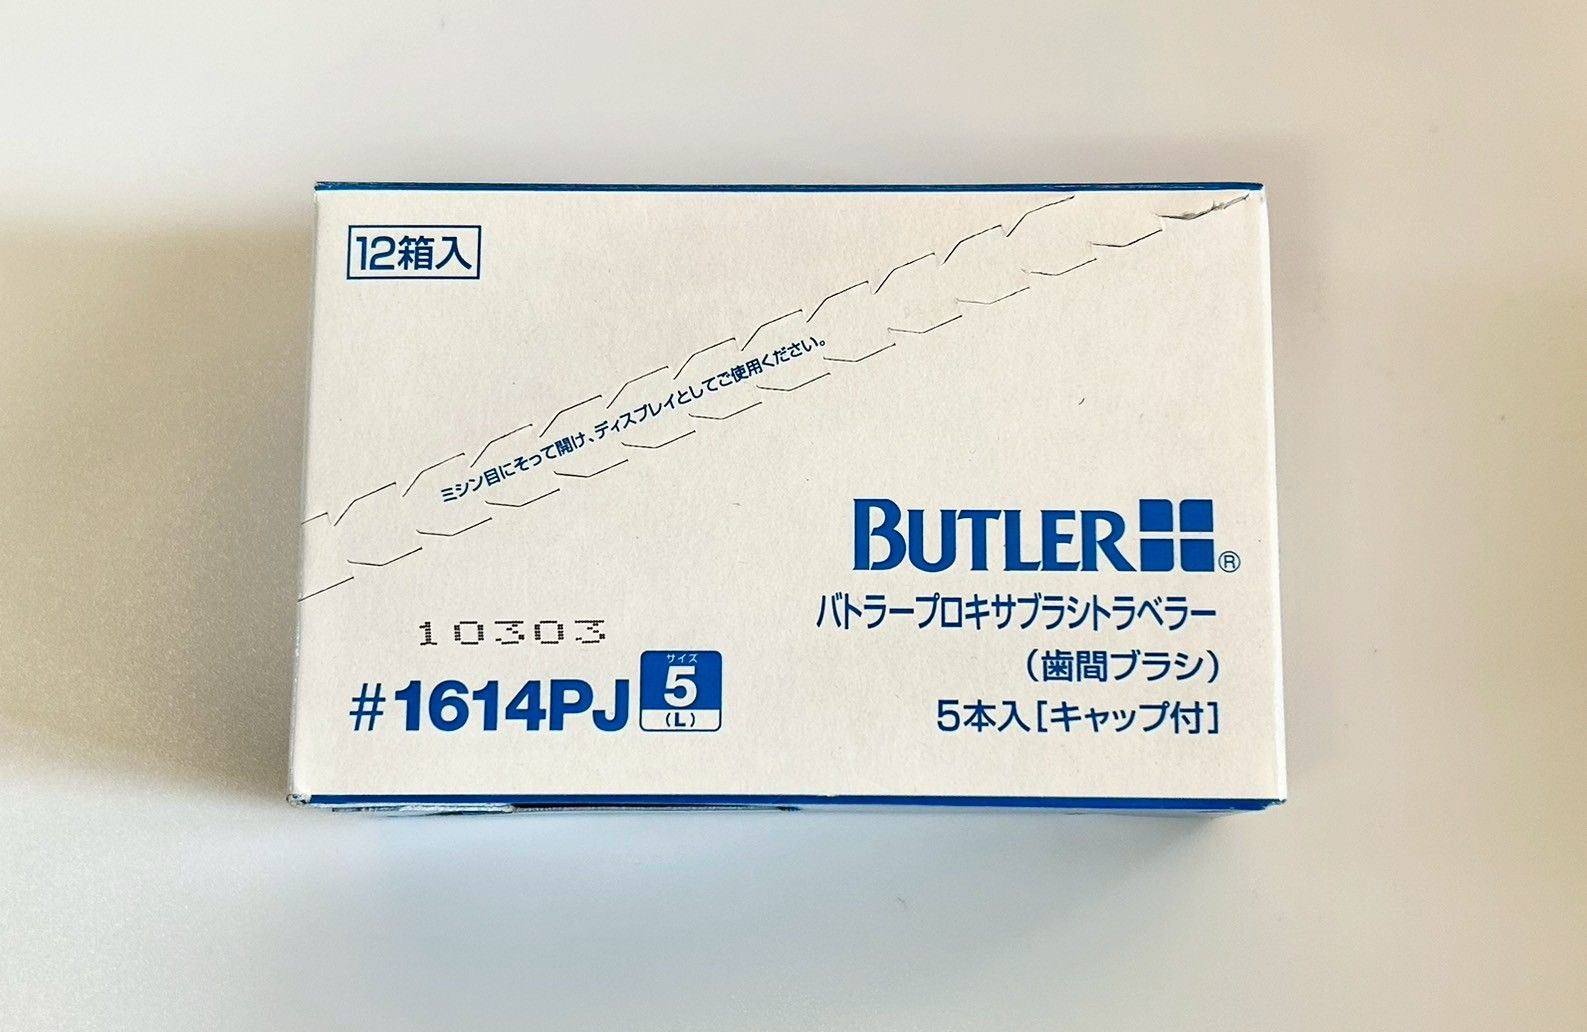 12箱入
ミシン目にそって開け、ディスプレイとしてご使用ください。
BUTLER®
バトラープロキサブラシトラベラー
(歯間ブラシ)
5本入[キャップ付]
10303
#1614PJ
サイズ
5
(L)